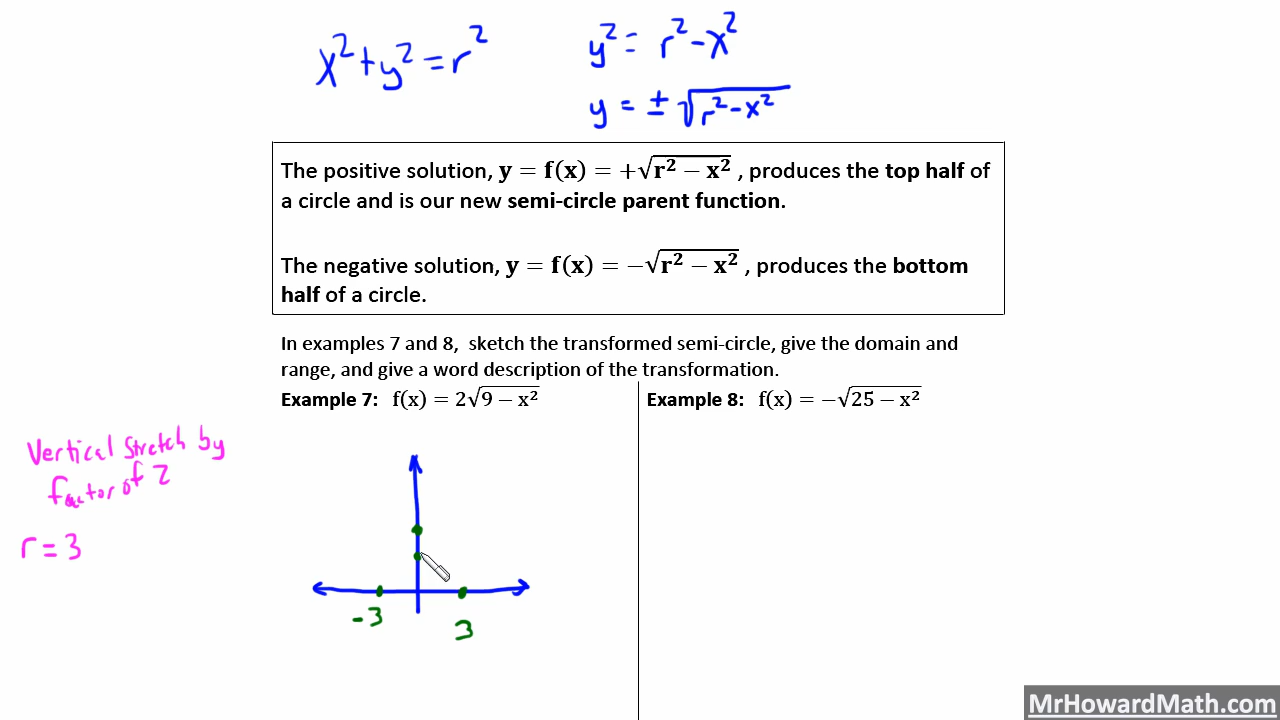 x² + y² = r²
y² = r² - x²
y = ± √(r² - x²)
The positive solution, y = f(x) = +√(r² − x²) , produces the top half of
a circle and is our new semi-circle parent function.
The negative solution, y = f(x) = −√(r² − x²) , produces the bottom
half of a circle.
In examples 7 and 8, sketch the transformed semi-circle, give the domain and
range, and give a word description of the transformation.
Example 7: f(x) = 2√(9 − x²)
Vertical stretch by
factor of 2
r = 3
-3
3
Example 8: f(x) = −√(25 − x²)
MrHowardMath.com